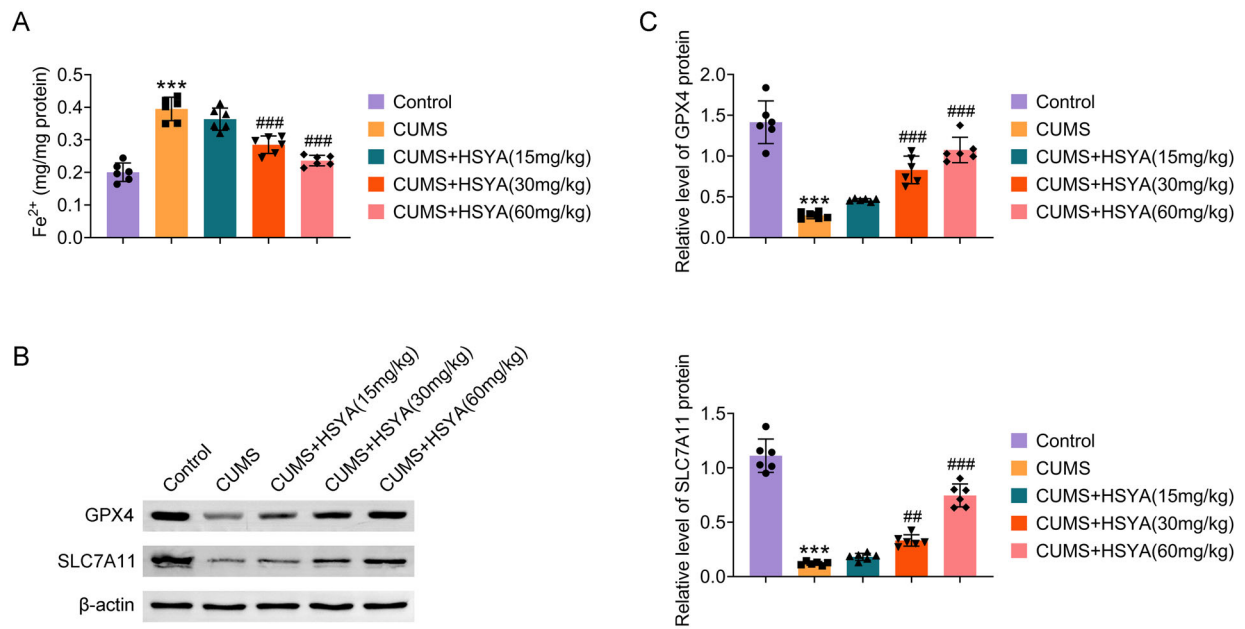 A
Fe2+ (mg/mg protein)
0.5
0.4
0.3
0.2
0.1
0.0
***
###
###
Control
CUMS
CUMS+HSYA(15mg/kg)
CUMS+HSYA(30mg/kg)
CUMS+HSYA(60mg/kg)
C
Relative level of GPX4 protein
2.0
1.5
1.0
0.5
0.0
***
###
###
Control
CUMS
CUMS+HSYA(15mg/kg)
CUMS+HSYA(30mg/kg)
CUMS+HSYA(60mg/kg)
B
Control
CUMS
CUMS+HSYA(15mg/kg)
CUMS+HSYA(30mg/kg)
CUMS+HSYA(60mg/kg)
GPX4
SLC7A11
β-actin
Relative level of SLC7A11 protein
1.5
1.0
0.5
0.0
***
##
###
Control
CUMS
CUMS+HSYA(15mg/kg)
CUMS+HSYA(30mg/kg)
CUMS+HSYA(60mg/kg)